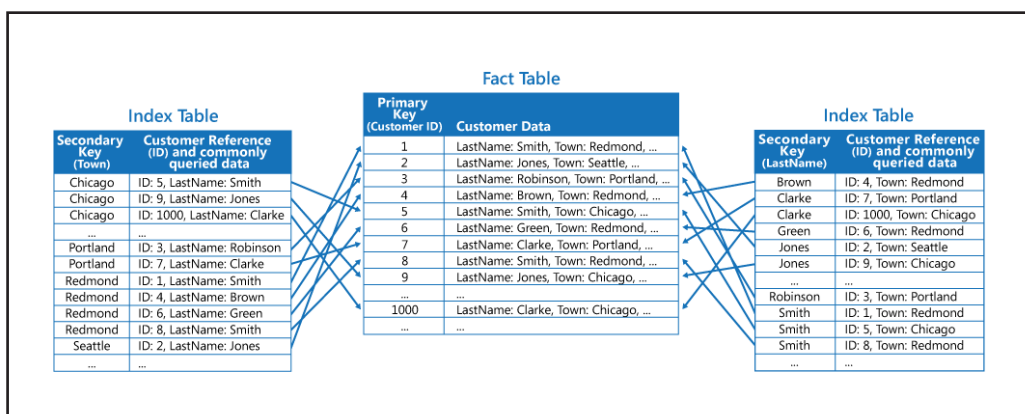 Fact Table
Index Table
Secondary Key (Town) Customer Reference (ID) and commonly queried data
Chicago ID: 5, LastName: Smith
Chicago ID: 9, LastName: Jones
Chicago ID: 1000, LastName: Clarke
... ...
Portland ID: 3, LastName: Robinson
Portland ID: 7, LastName: Clarke
Redmond ID: 1, LastName: Smith
Redmond ID: 4, LastName: Brown
Redmond ID: 6, LastName: Green
Redmond ID: 8, LastName: Smith
Seattle ID: 2, LastName: Jones
... ...
Primary Key (Customer ID) Customer Data
1 LastName: Smith, Town: Redmond, ...
2 LastName: Jones, Town: Seattle, ...
3 LastName: Robinson, Town: Portland, ...
4 LastName: Brown, Town: Redmond, ...
5 LastName: Smith, Town: Chicago, ...
6 LastName: Green, Town: Redmond, ...
7 LastName: Clarke, Town: Portland, ...
8 LastName: Smith, Town: Redmond, ...
9 LastName: Jones, Town: Chicago, ...
... ...
1000 LastName: Clarke, Town: Chicago, ...
... ...
Index Table
Secondary Key (LastName) Customer Reference (ID) and commonly queried data
Brown ID: 4, Town: Redmond
Clarke ID: 7, Town: Portland
Clarke ID: 1000, Town: Chicago
Green ID: 6, Town: Redmond
Jones ID: 2, Town: Seattle
Jones ID: 9, Town: Chicago
... ...
Robinson ID: 3, Town: Portland
Smith ID: 1, Town: Redmond
Smith ID: 5, Town: Chicago
Smith ID: 8, Town: Redmond
... ...